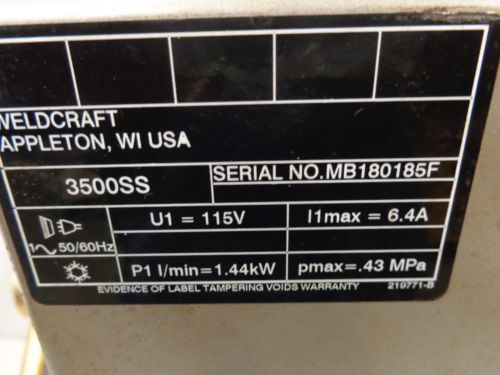 WELDCRAFT
APPLETON, WI USA
3500SS
SERIAL NO.MB180185F
U1 = 115V
I1max = 6.4A
1~50/60Hz
P1 l/min=1.44kW
pmax=.43 MPa
EVIDENCE OF LABEL TAMPERING VOIDS WARRANTY
219771-B